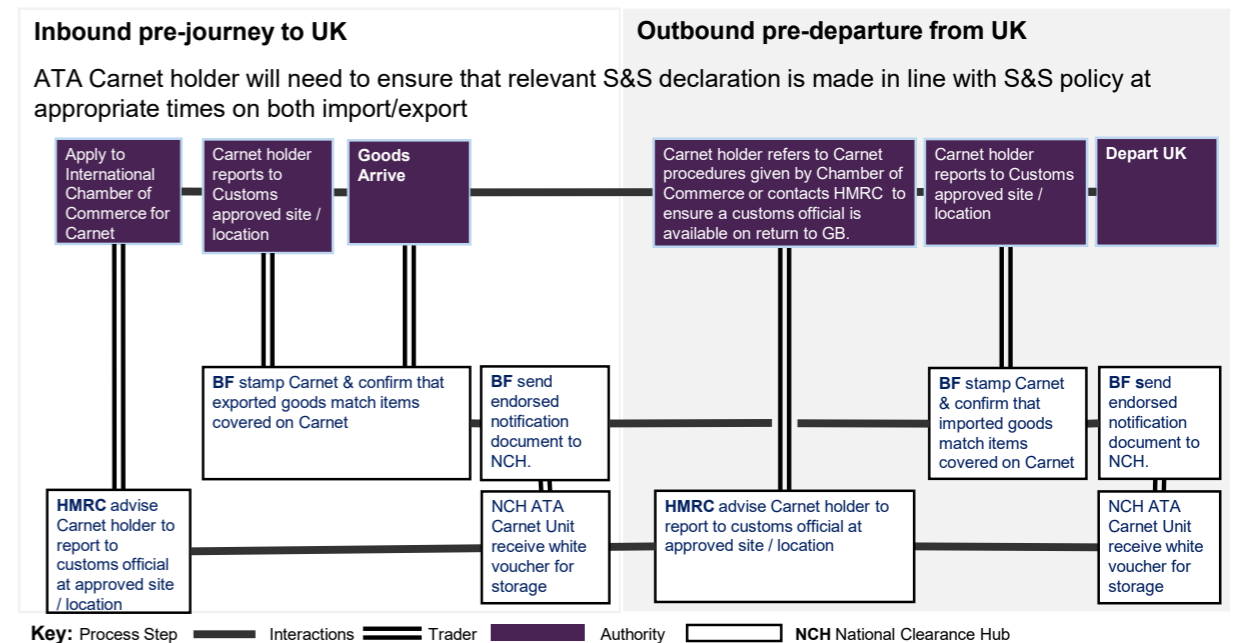 Inbound pre-journey to UK
Outbound pre-departure from UK
ATA Carnet holder will need to ensure that relevant S&S declaration is made in line with S&S policy at
appropriate times on both import/export
Apply to
International
Chamber of
Commerce for
Carnet
Carnet holder
reports to
Customs
approved site /
location
Goods
Arrive
Carnet holder refers to Carnet
procedures given by Chamber of
Commerce or contacts HMRC to
ensure a customs official is
available on return to GB.
Carnet holder
reports to Customs
approved site /
location
Depart UK
BF stamp Carnet & confirm that
exported goods match items
covered on Carnet
BF send
endorsed
notification
document to
NCH.
BF stamp Carnet
& confirm that
imported goods
match items
covered on Carnet
BF send
endorsed
notification
document to
NCH.
HMRC advise
Carnet holder to
report to
customs official
at approved site
/ location
NCH ATA
Carnet Unit
receive white
voucher for
storage
HMRC advise Carnet holder to
report to customs official at
approved site / location
NCH ATA
Carnet Unit
receive white
voucher for
storage
Key: Process Step Interactions Trader Authority NCH National Clearance Hub